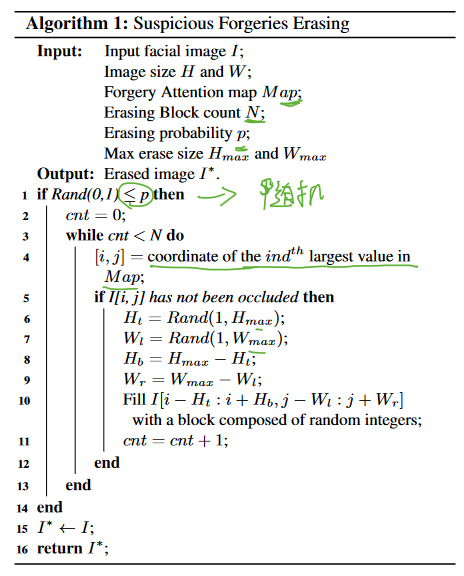 Algorithm 1: Suspicious Forgeries Erasing
Input: Input facial image I;
Image size H and W;
Forgery Attention map Map;
Erasing Block count N;
Erasing probability p;
Max erase size H_{max} and W_{max}
Output: Erased image I*.
1 if Rand(0,1) ≤ p then 随机
2 cnt = 0;
3 while cnt < N do
4 [i, j] = coordinate of the ind^{th} largest value in
Map;
5 if I[i, j] has not been occluded then
6 H_t = Rand(1, H_{max});
7 W_l = Rand(1, W_{max});
8 H_b = H_{max} − H_t;
9 W_r = W_{max} − W_l;
10 Fill I[i − H_t : i + H_b, j − W_l : j + W_r]
with a block composed of random integers;
11 cnt = cnt + 1;
12 end
13 end
14 end
15 I* ← I;
16 return I*;